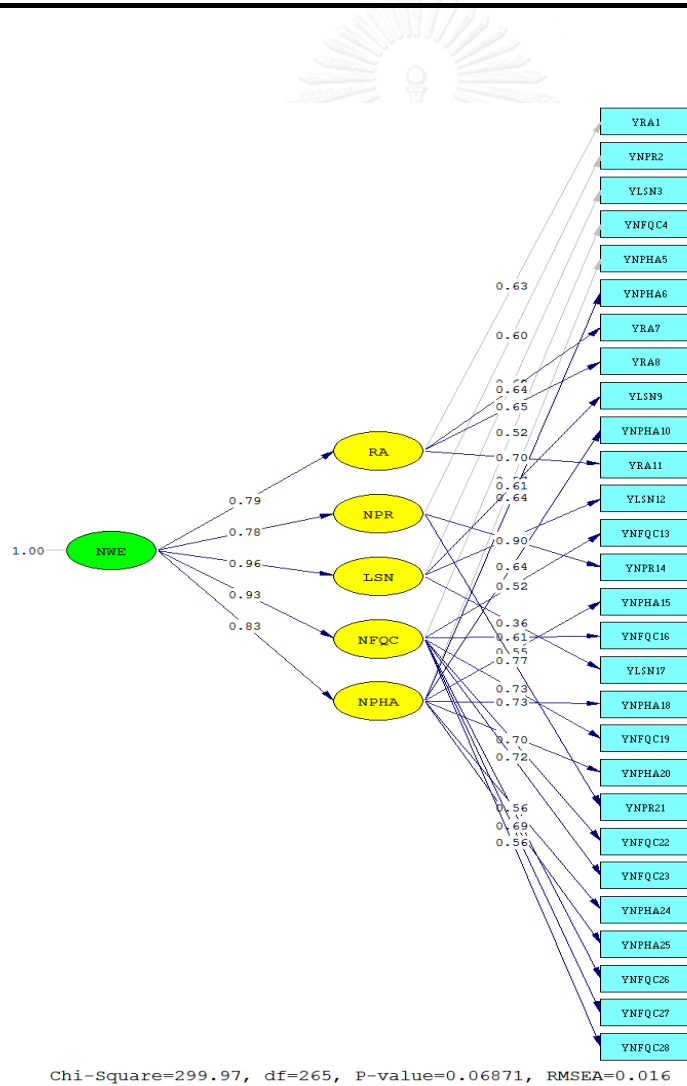 YRA1
YNPR2
YLSN3
YNFQC4
YNPHA5
YNPHA6
YRA7
YRA8
YLSN9
YNPHA10
YRA11
YLSN12
YNFQC13
YNPR14
YNPHA15
YNFQC16
YLSN17
YNPHA18
YNFQC19
YNPHA20
YNPR21
YNFQC22
YNFQC23
YNPHA24
YNPHA25
YNFQC26
YNFQC27
YNFQC28
0.63
0.60
0.64
0.65
0.52
0.70
0.61
0.64
0.90
0.64
0.52
0.36
0.61
0.77
0.73
0.73
0.70
0.72
0.56
0.69
0.56
RA
NPR
LSN
NFQC
NPHA
0.79
0.78
0.96
0.93
0.83
1.00
NWE
Chi-Square=299.97, df=265, P-value=0.06871, RMSEA=0.016